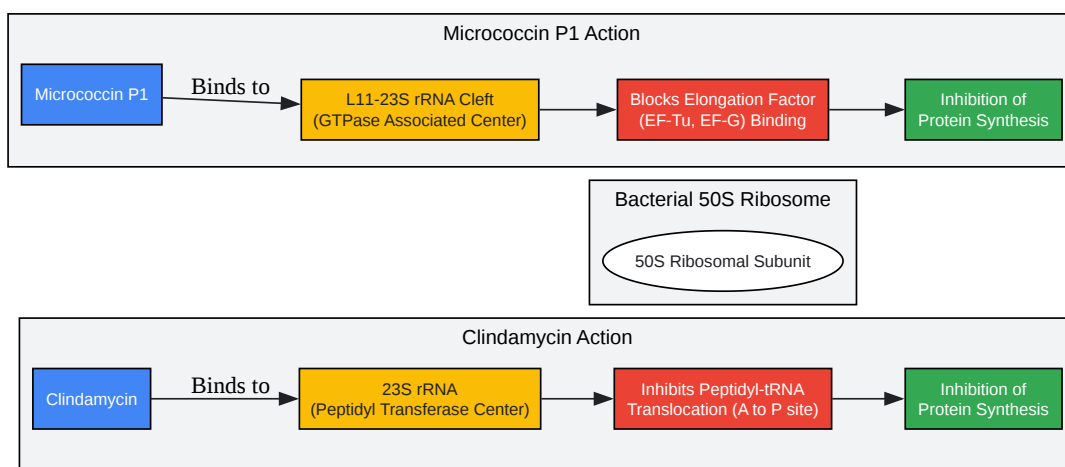 Micrococcin P1 Action
Micrococcin P1
Binds to
L11-23S rRNA Cleft
(GTPase Associated Center)
Blocks Elongation Factor
(EF-Tu, EF-G) Binding
Inhibition of
Protein Synthesis
Bacterial 50S Ribosome
50S Ribosomal Subunit
Clindamycin Action
Clindamycin
Binds to
23S rRNA
(Peptidyl Transferase Center)
Inhibits Peptidyl-tRNA
Translocation (A to P site)
Inhibition of
Protein Synthesis